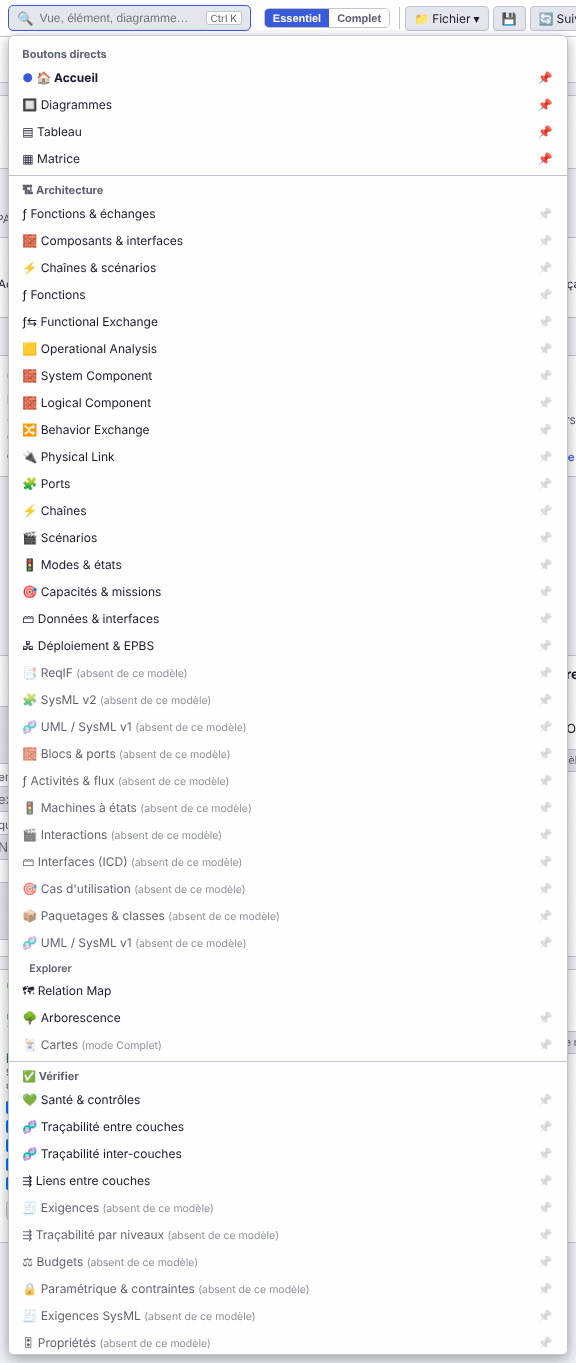 Vue, élément, diagramme… Ctrl K Essentiel Complet Fichier ▾ Sui
Boutons directs
Accueil
Diagrammes
Tableau
Matrice
Architecture
ƒ Fonctions & échanges
Composants & interfaces
Chaînes & scénarios
ƒ Fonctions
ƒ⇆ Functional Exchange
Operational Analysis
System Component
Logical Component
Behavior Exchange
Physical Link
Ports
Chaînes
Scénarios
Modes & états
Capacités & missions
Données & interfaces
Déploiement & EPBS
ReqIF (absent de ce modèle)
SysML v2 (absent de ce modèle)
UML / SysML v1 (absent de ce modèle)
Blocs & ports (absent de ce modèle)
ƒ Activités & flux (absent de ce modèle)
Machines à états (absent de ce modèle)
Interactions (absent de ce modèle)
Interfaces (ICD) (absent de ce modèle)
Cas d'utilisation (absent de ce modèle)
Paquetages & classes (absent de ce modèle)
UML / SysML v1 (absent de ce modèle)
Explorer
Relation Map
Arborescence
Cartes (mode Complet)
Vérifier
Santé & contrôles
Traçabilité entre couches
Traçabilité inter-couches
Liens entre couches
Exigences (absent de ce modèle)
Traçabilité par niveaux (absent de ce modèle)
Budgets (absent de ce modèle)
Paramétrique & contraintes (absent de ce modèle)
Exigences SysML (absent de ce modèle)
Propriétés (absent de ce modèle)